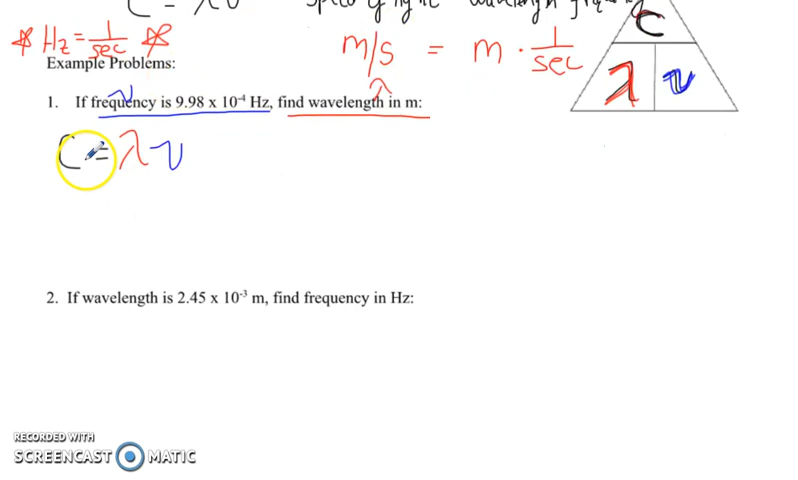 C = λν
m/s = m · 1/sec
Hz = 1/sec
C
λ ν
Example Problems:
ν λ
1. If frequency is 9.98 x 10⁻⁴ Hz, find wavelength in m:
C = λν
2. If wavelength is 2.45 x 10⁻³ m, find frequency in Hz:
RECORDED WITH
SCREENCAST MATIC